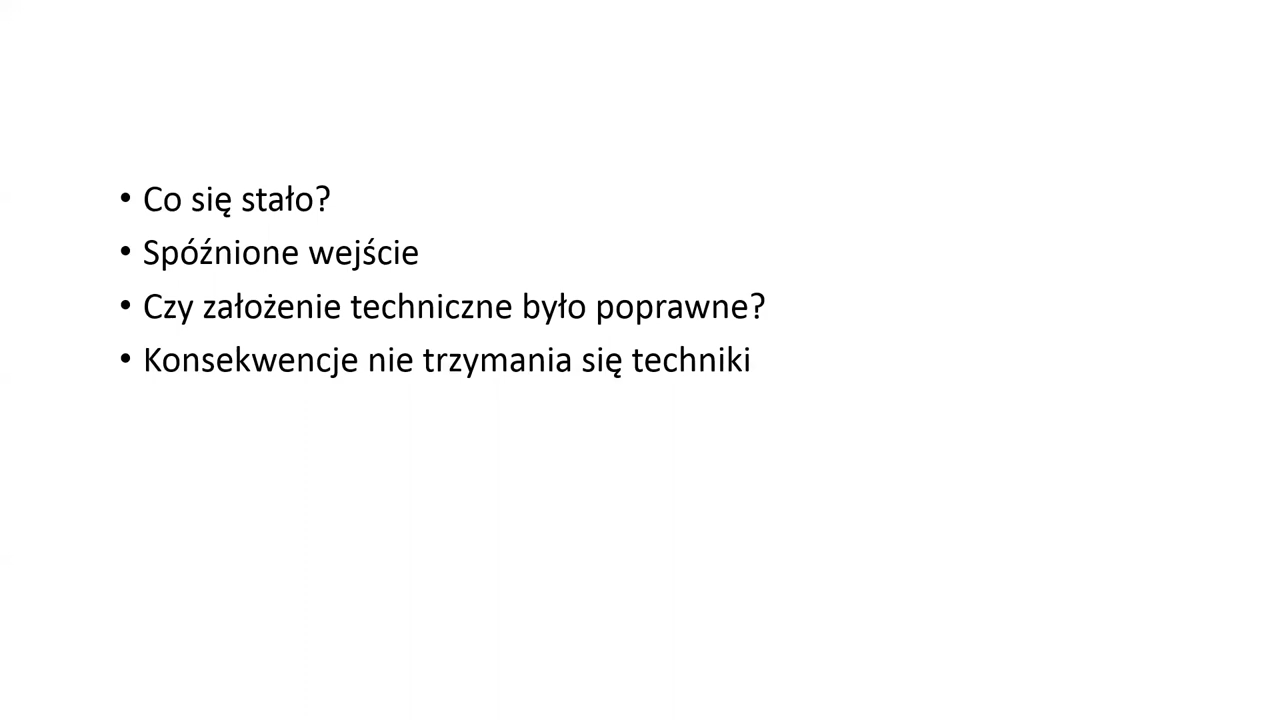 • Co się stało?
• Spóźnione wejście
• Czy założenie techniczne było poprawne?
• Konsekwencje nie trzymania się techniki